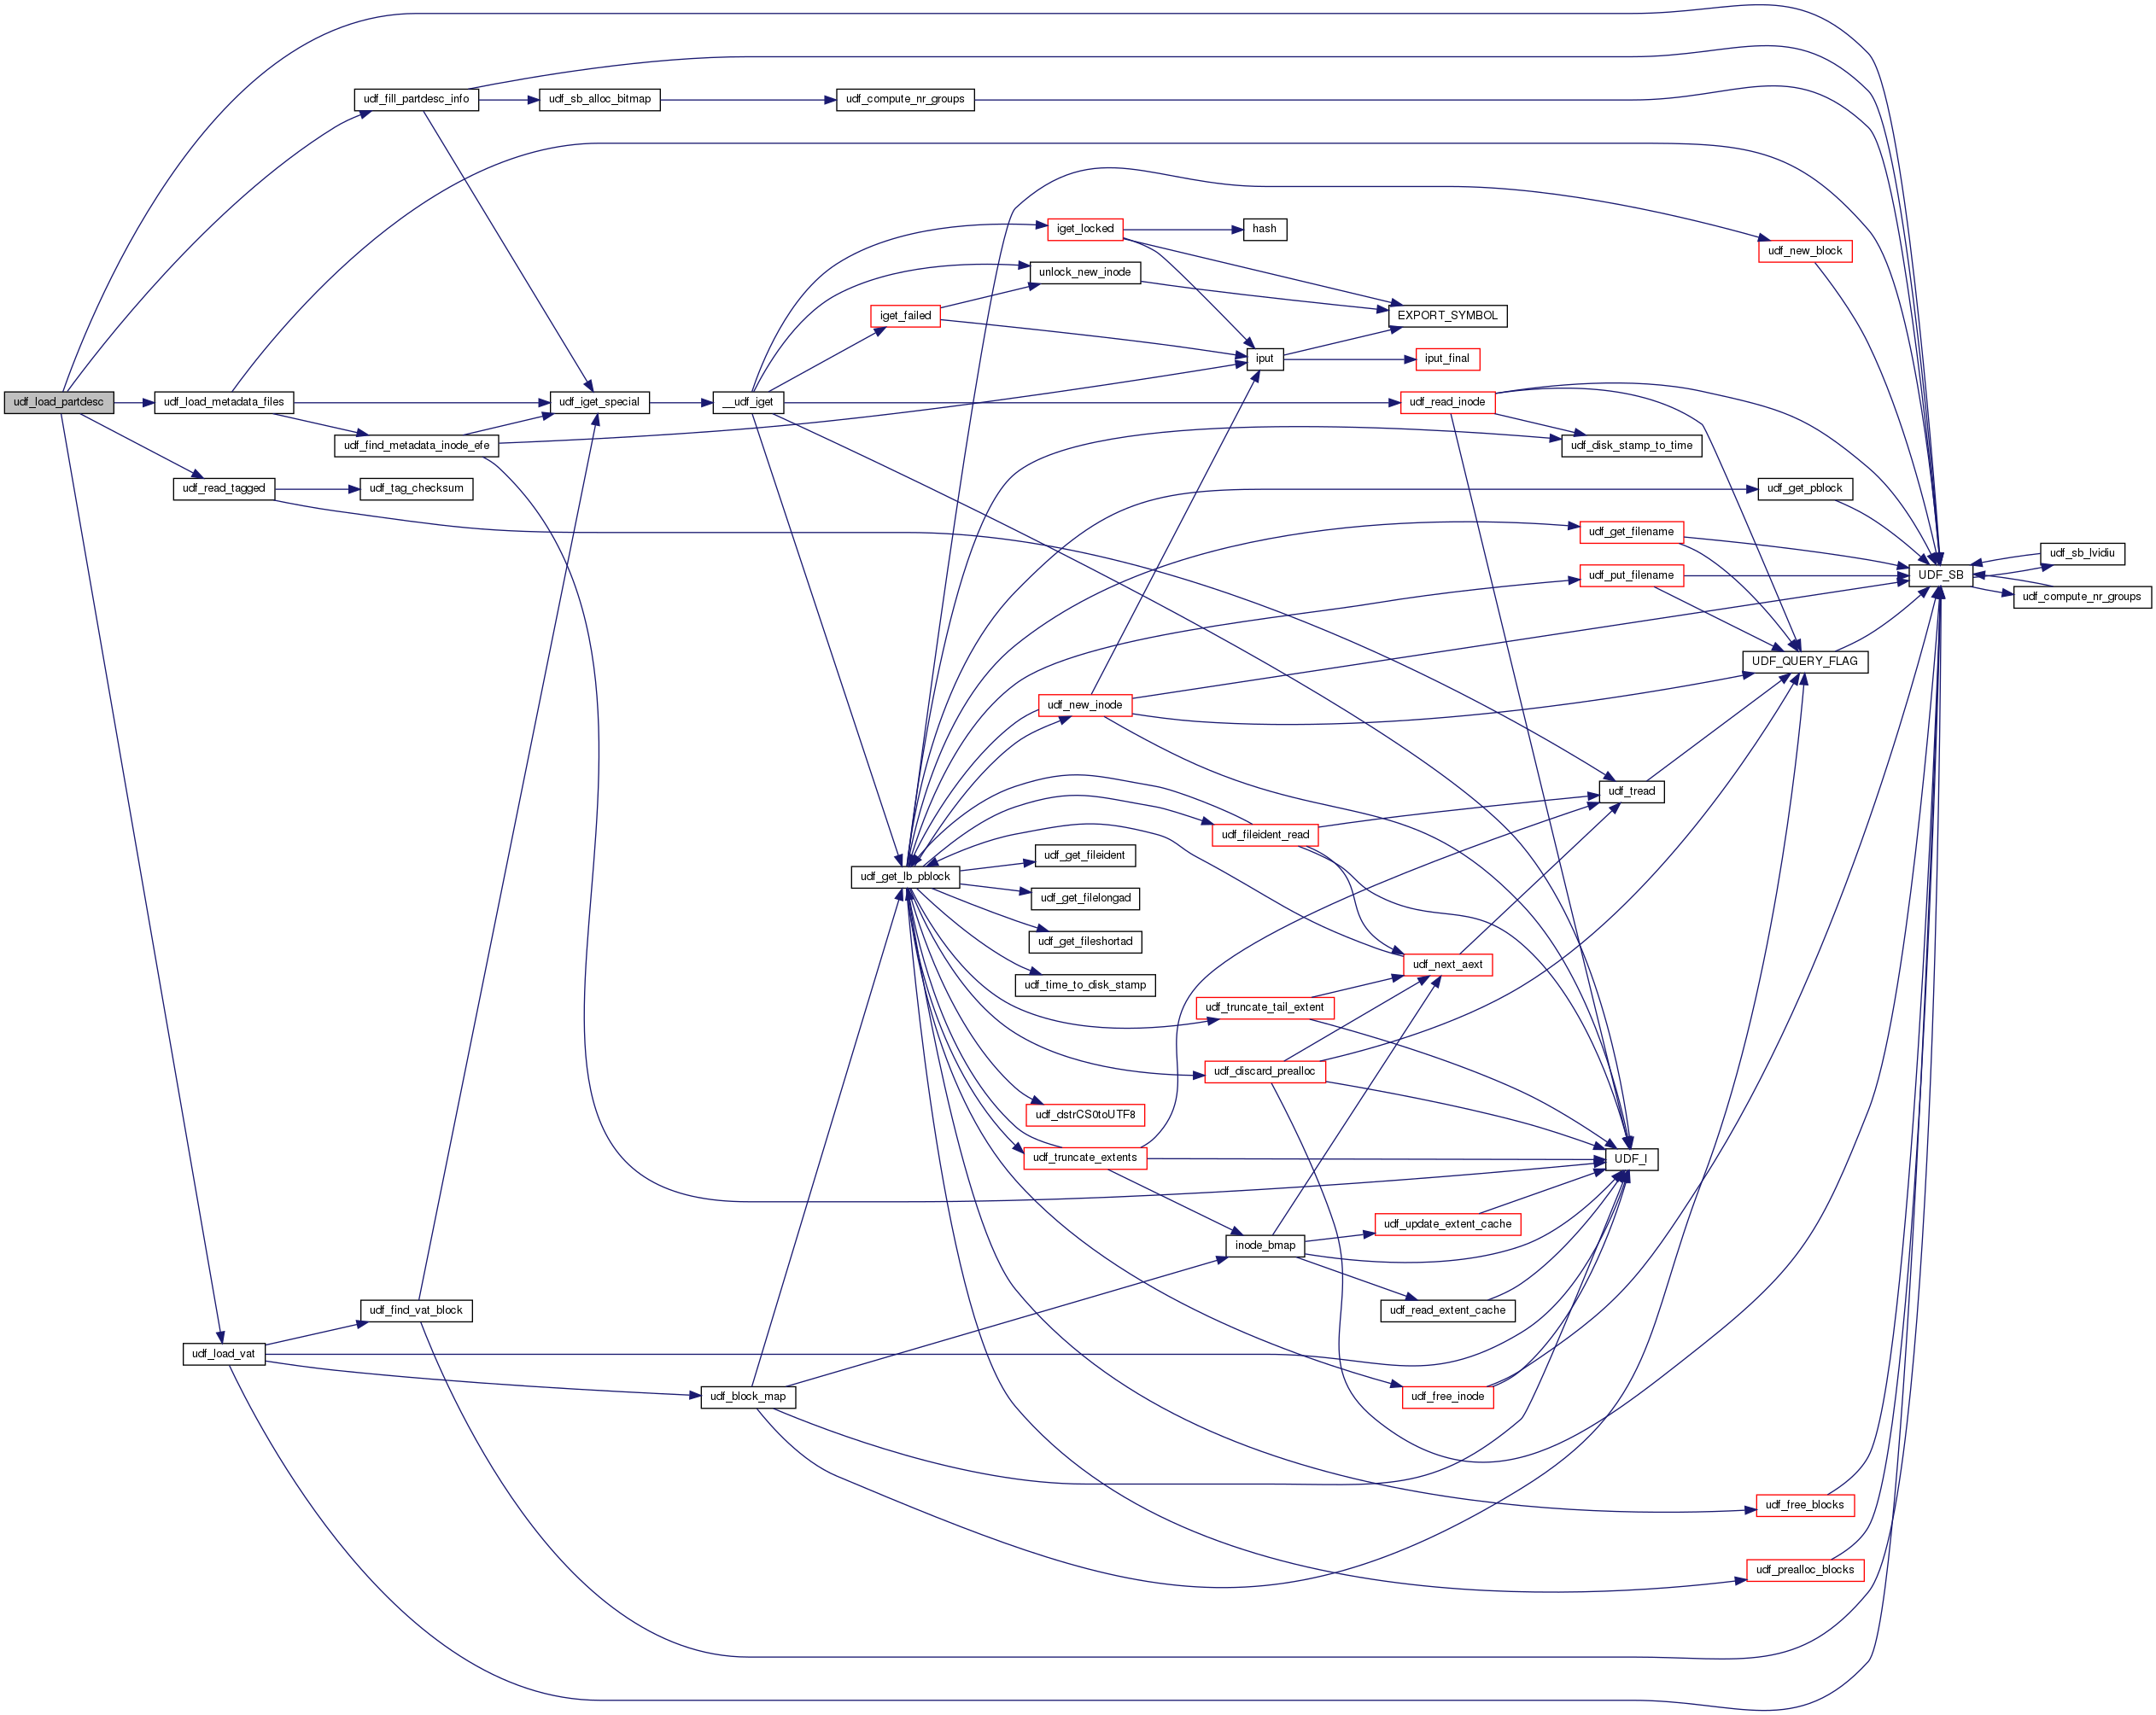 udf_load_partdesc
udf_fill_partdesc_info
udf_sb_alloc_bitmap
udf_compute_nr_groups
udf_load_metadata_files
udf_find_metadata_inode_efe
udf_read_tagged
udf_tag_checksum
udf_iget_special
__udf_iget
iget_locked
hash
unlock_new_inode
iget_failed
EXPORT_SYMBOL
iput
iput_final
udf_read_inode
udf_disk_stamp_to_time
udf_new_block
udf_get_pblock
udf_get_filename
udf_put_filename
UDF_SB
udf_sb_lvidiu
udf_compute_nr_groups
UDF_QUERY_FLAG
udf_new_inode
udf_tread
udf_fileident_read
udf_get_lb_pblock
udf_get_fileident
udf_get_filelongad
udf_get_fileshortad
udf_time_to_disk_stamp
udf_next_aext
udf_truncate_tail_extent
udf_discard_prealloc
udf_dstrCS0toUTF8
udf_truncate_extents
UDF_I
udf_update_extent_cache
inode_bmap
udf_read_extent_cache
udf_find_vat_block
udf_load_vat
udf_block_map
udf_free_inode
udf_free_blocks
udf_prealloc_blocks